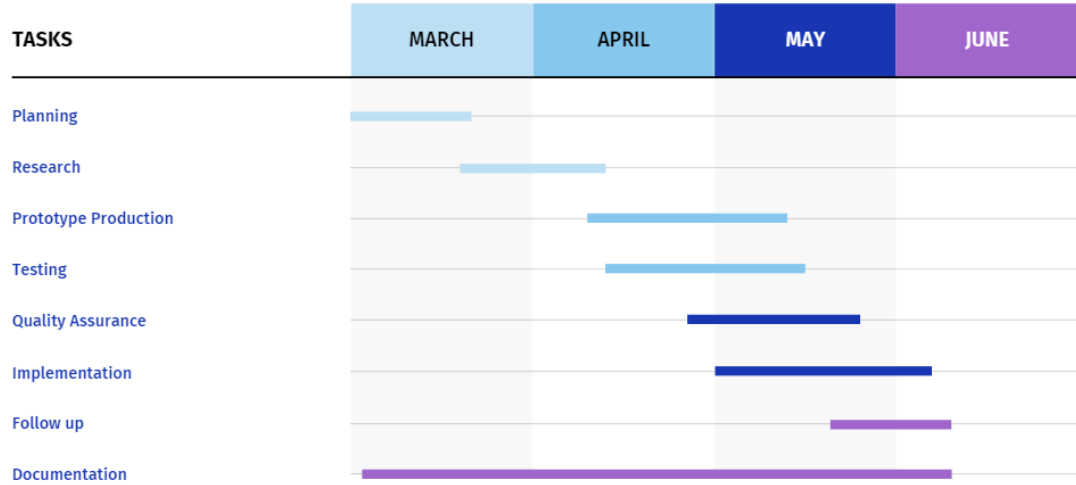 TASKS MARCH APRIL MAY JUNE
Planning
Research
Prototype Production
Testing
Quality Assurance
Implementation
Follow up
Documentation